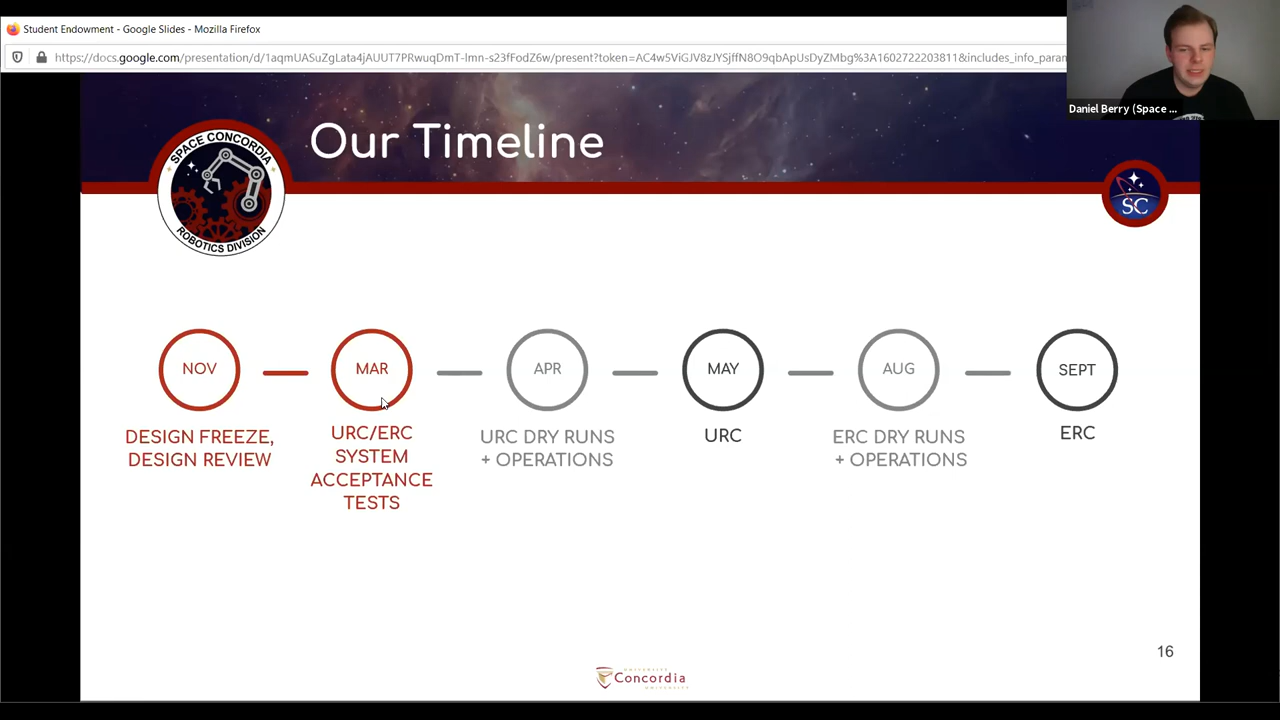 Student Endowment - Google Slides - Mozilla Firefox
https://docs.google.com/presentation/d/1aqmUASuZgLata4jAUUT7PRwuqDmT-lmn-s23fFodZ6w/present?token=AC4w5ViGJV8zJYSjffN8O9qbApUsDyZMbg%3A1602722203811&includes_info_param
Daniel Berry (Space ...
Our Timeline
SPACE CONCORDIA
ROBOTICS DIVISION
SC
NOV
MAR
APR
MAY
AUG
SEPT
DESIGN FREEZE,
DESIGN REVIEW
URC/ERC
SYSTEM
ACCEPTANCE
TESTS
URC DRY RUNS
+ OPERATIONS
URC
ERC DRY RUNS
+ OPERATIONS
ERC
16
UNIVERSITÉ
Concordia
UNIVERSITY